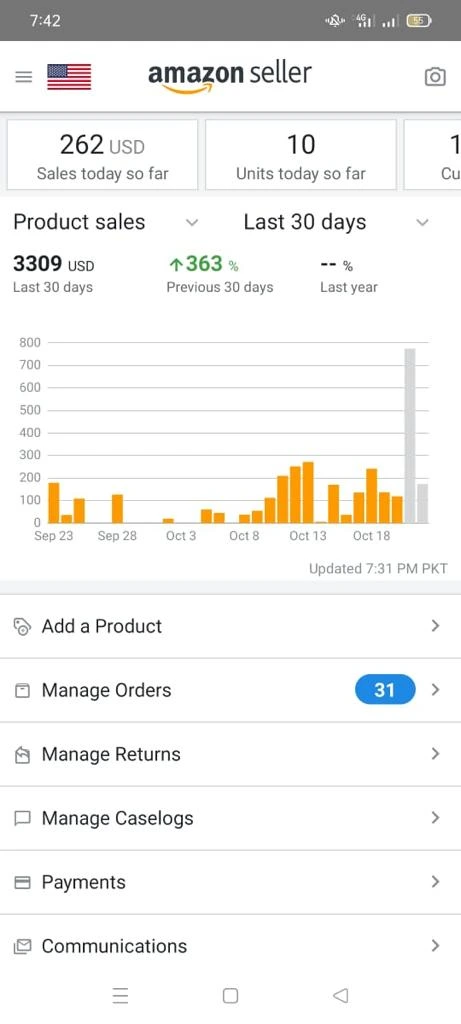 7:42
4G
55
amazon seller
262 USD
Sales today so far
10
Units today so far
1
Cu
Product sales
Last 30 days
3309 USD
Last 30 days
↑363 %
Previous 30 days
-- %
Last year
800
700
600
500
400
300
200
100
0
Sep 23 Sep 28 Oct 3 Oct 8 Oct 13 Oct 18
Updated 7:31 PM PKT
Add a Product
Manage Orders 31
Manage Returns
Manage Caselogs
Payments
Communications